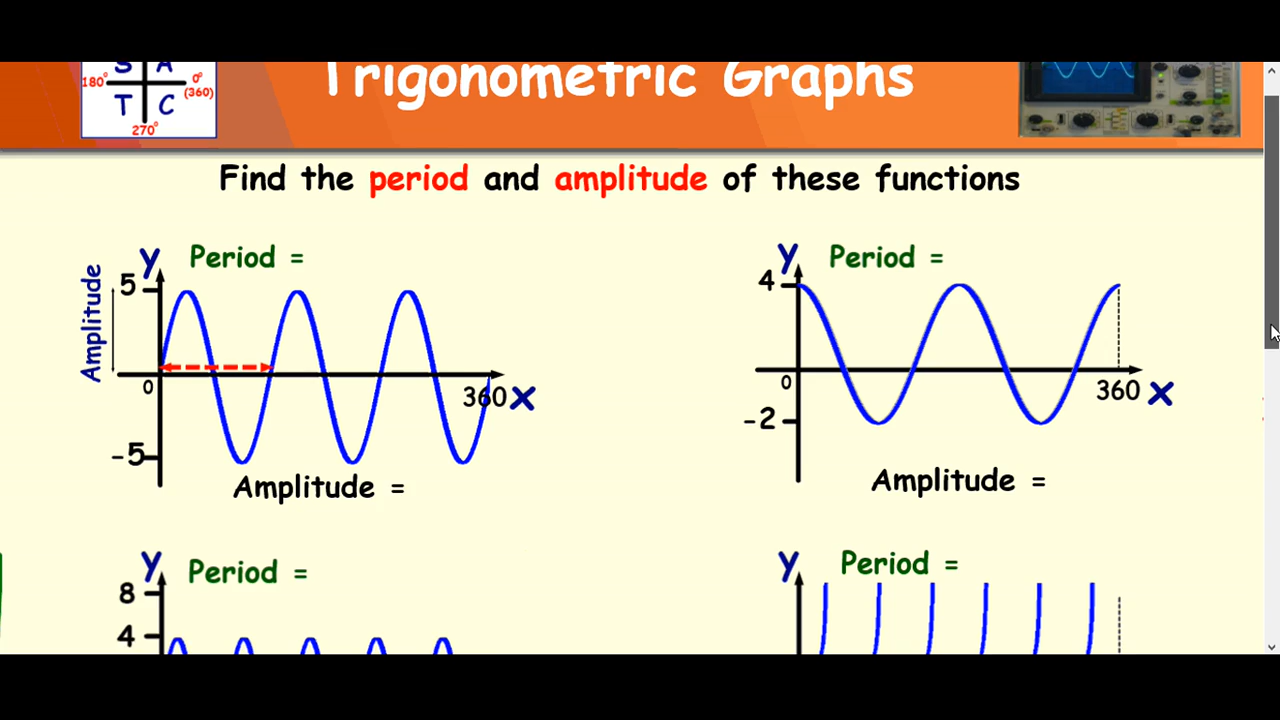 S A
180° 0°
(360)
T C
270°
Trigonometric Graphs
Find the period and amplitude of these functions
y Period =
5
Amplitude
0
360 x
-5
Amplitude =
y Period =
4
0
360 x
-2
Amplitude =
y Period =
8
4
y Period =